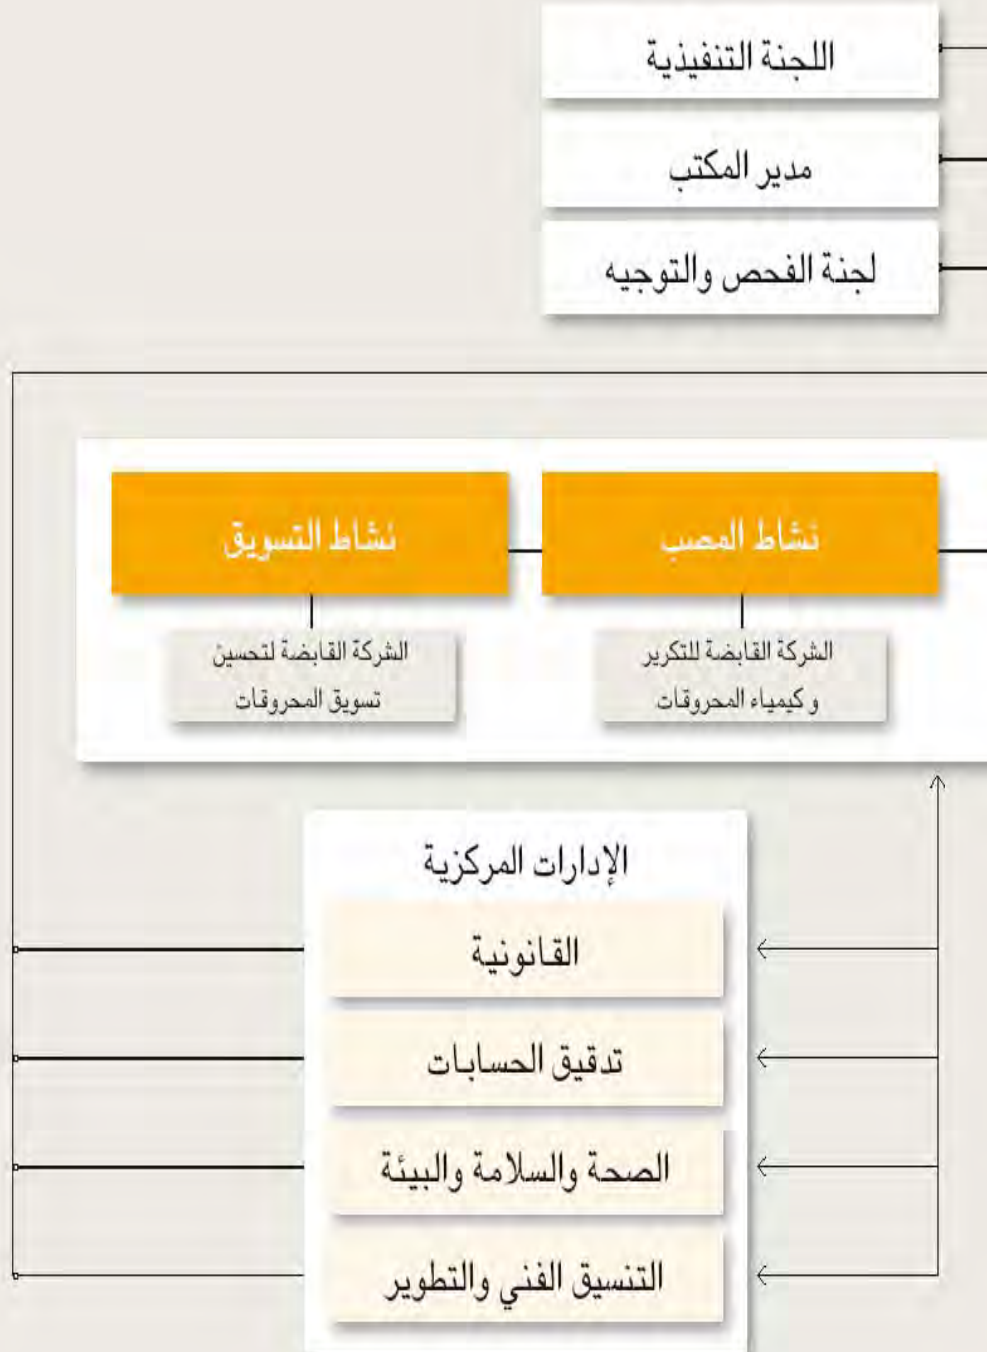 اللجنة التنفيذية
مدير المكتب
لجنة الفحص والتوجيه
نشاط المصب
نشاط التسويق
الشركة القابضة للتكرير
و كيمياء المحروقات
الشركة القابضة لتحسين
تسويق المحروقات
الإدارات المركزية
القانونية
تدقيق الحسابات
الصحة والسلامة والبيئة
التنسيق الفني والتطوير